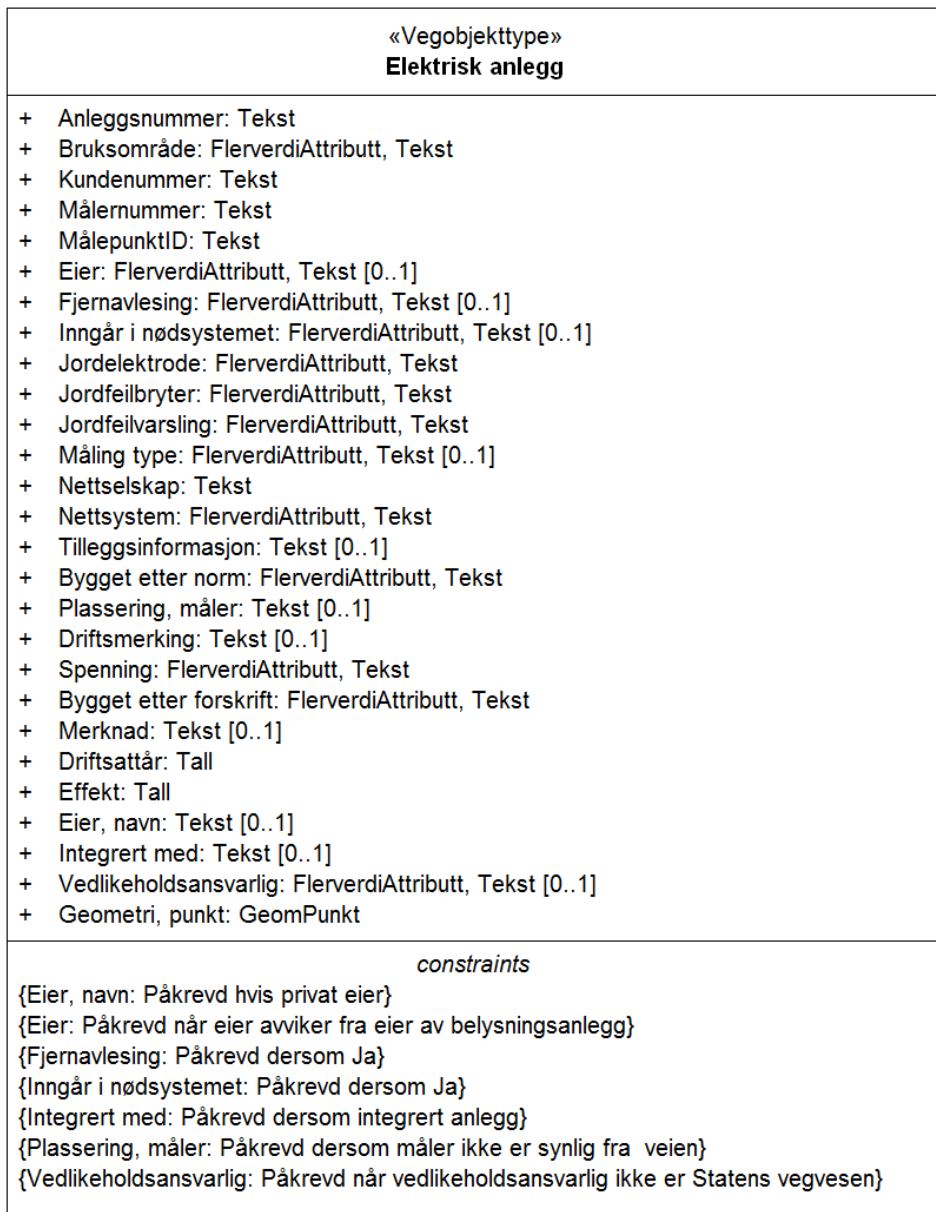 «Vegobjekttype»
Elektrisk anlegg
+ Anleggsnummer: Tekst
+ Bruksområde: FlerverdiAttributt, Tekst
+ Kundenummer: Tekst
+ Målernummer: Tekst
+ MålepunktID: Tekst
+ Eier: FlerverdiAttributt, Tekst [0..1]
+ Fjernavlesing: FlerverdiAttributt, Tekst [0..1]
+ Inngår i nødsystemet: FlerverdiAttributt, Tekst [0..1]
+ Jordelektrode: FlerverdiAttributt, Tekst
+ Jordfeilbryter: FlerverdiAttributt, Tekst
+ Jordfeilvarsling: FlerverdiAttributt, Tekst
+ Måling type: FlerverdiAttributt, Tekst [0..1]
+ Nettselskap: Tekst
+ Nettsystem: FlerverdiAttributt, Tekst
+ Tilleggsinformasjon: Tekst [0..1]
+ Bygget etter norm: FlerverdiAttributt, Tekst
+ Plassering, måler: Tekst [0..1]
+ Driftsmerking: Tekst [0..1]
+ Spenning: FlerverdiAttributt, Tekst
+ Bygget etter forskrift: FlerverdiAttributt, Tekst
+ Merknad: Tekst [0..1]
+ Driftsattår: Tall
+ Effekt: Tall
+ Eier, navn: Tekst [0..1]
+ Integrert med: Tekst [0..1]
+ Vedlikeholdsansvarlig: FlerverdiAttributt, Tekst [0..1]
+ Geometri, punkt: GeomPunkt
constraints
{Eier, navn: Påkrevd hvis privat eier}
{Eier: Påkrevd når eier avviker fra eier av belysningsanlegg}
{Fjernavlesing: Påkrevd dersom Ja}
{Inngår i nødsystemet: Påkrevd dersom Ja}
{Integrert med: Påkrevd dersom integrert anlegg}
{Plassering, måler: Påkrevd dersom måler ikke er synlig fra  veien}
{Vedlikeholdsansvarlig: Påkrevd når vedlikeholdsansvarlig ikke er Statens vegvesen}